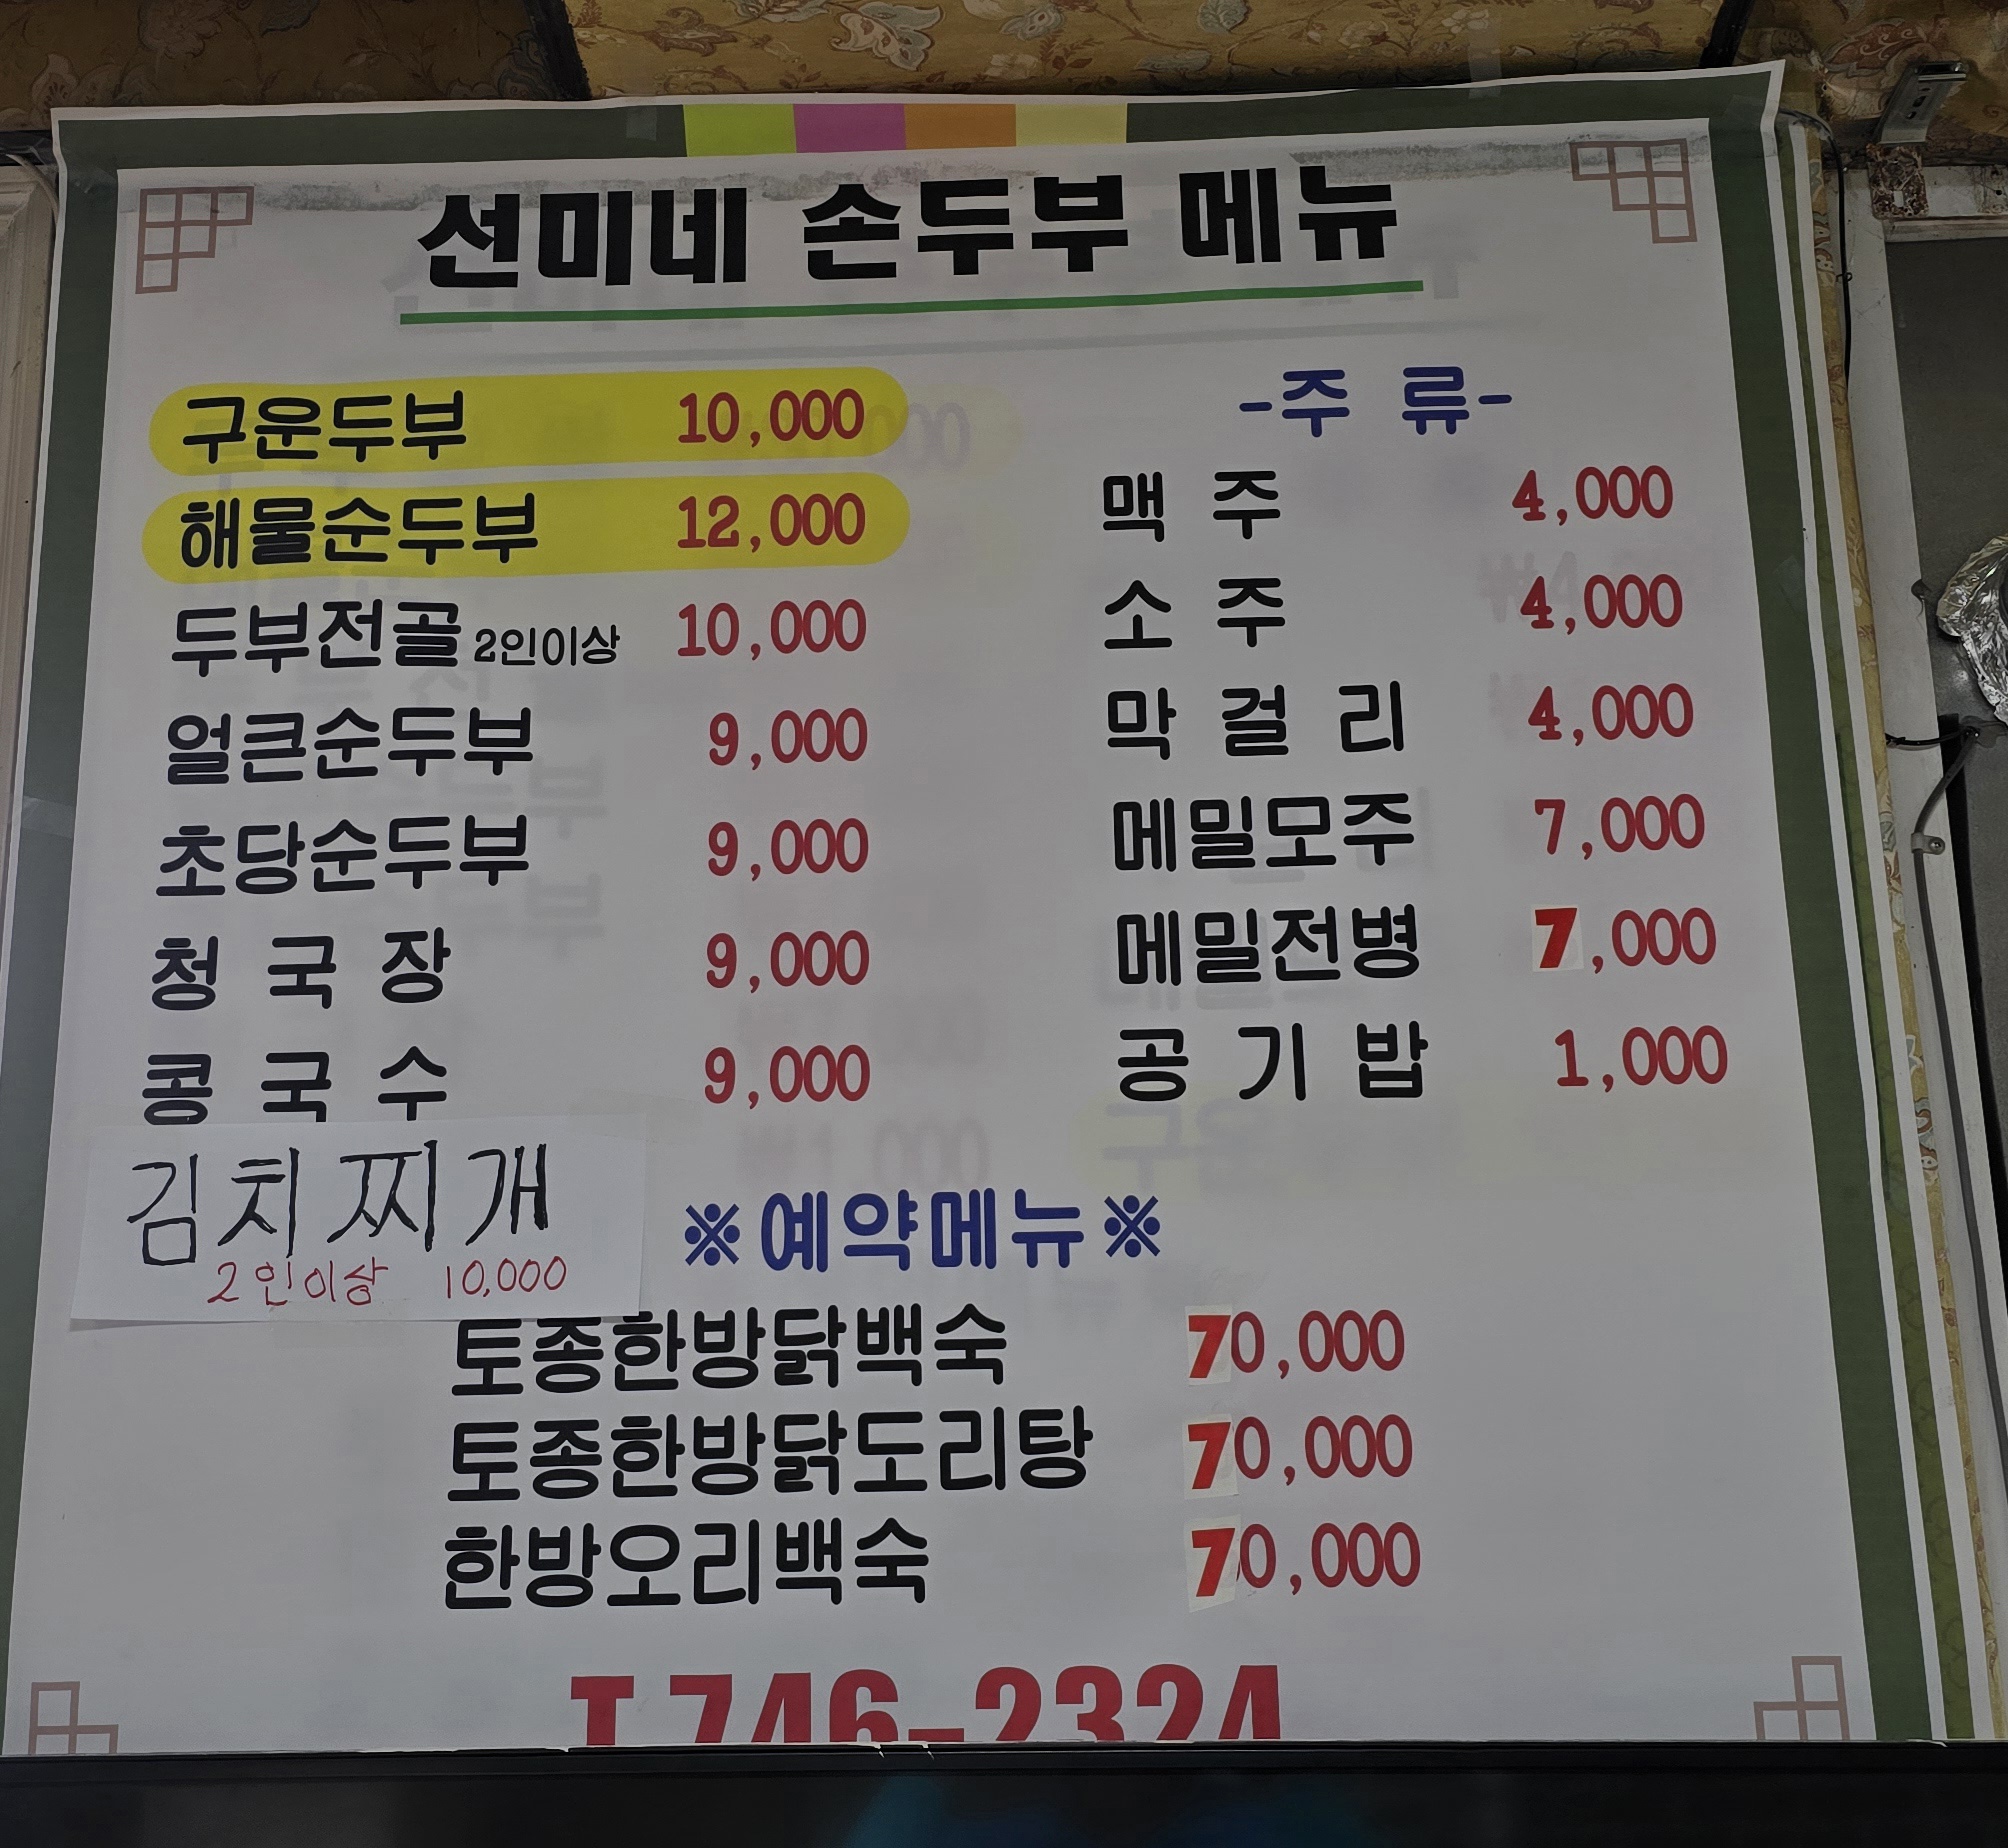 선미네 손두부 메뉴
구운두부 10,000
해물순두부 12,000
두부전골 2인이상 10,000
얼큰순두부 9,000
초당순두부 9,000
청 국 장 9,000
콩 국 수 9,000
김치찌개
2인이상 10,000
-주 류-
맥 주 4,000
소 주 4,000
막 걸 리 4,000
메밀모주 7,000
메밀전병 7,000
공 기 밥 1,000
※예약메뉴※
토종한방닭백숙 70,000
토종한방닭도리탕 70,000
한방오리백숙 70,000
T.746-2324